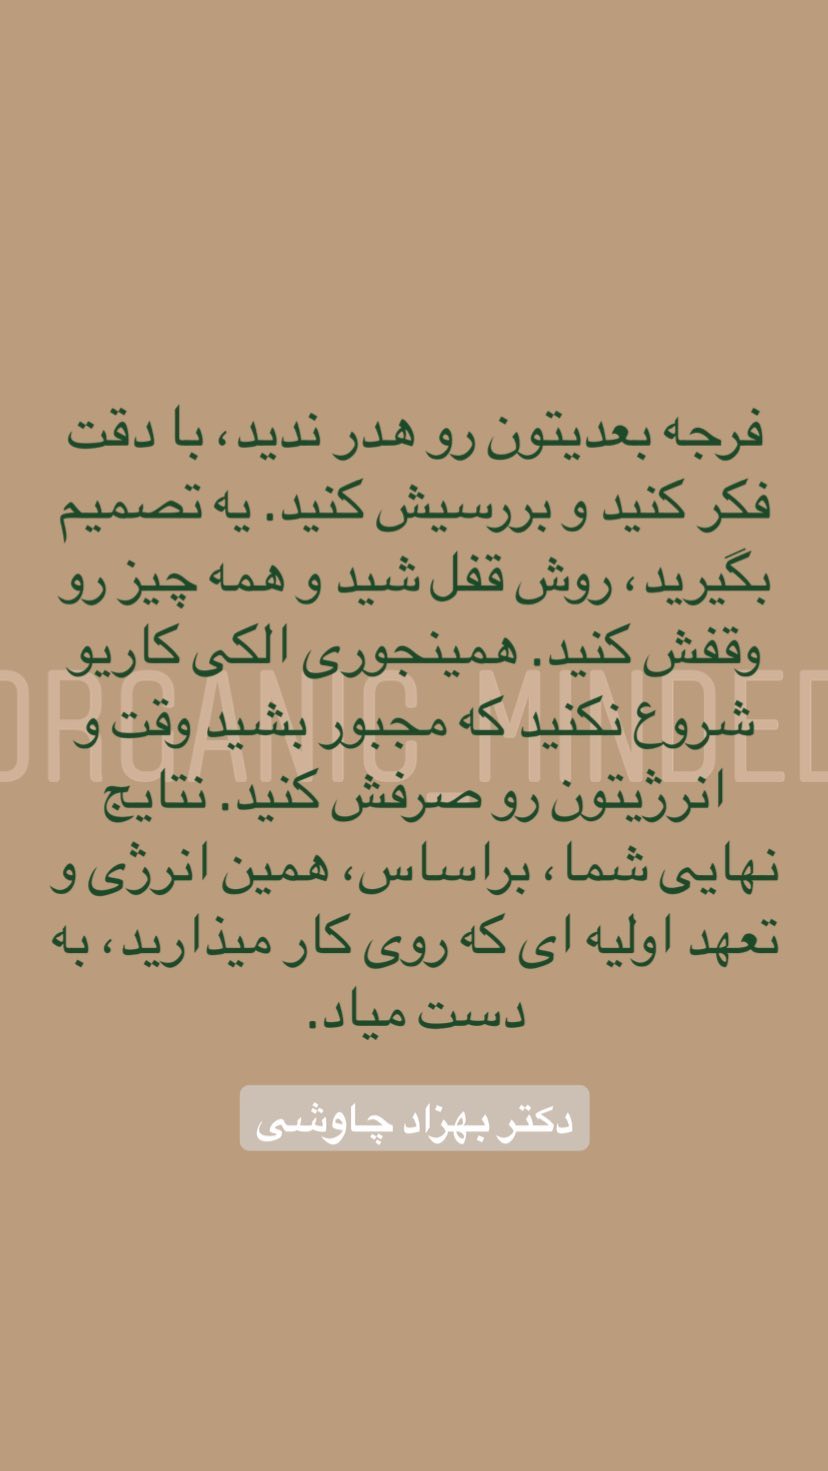 فرجه بعدیتون رو هدر ندید، با دقت
فکر کنید و بررسیش کنید. یه تصمیم
بگیرید، روش قفل شید و همه چیز رو
وقفش کنید. همینجوری الکی کاریو
شروع نکنید که مجبور بشید وقت و
انرژیتون رو صرفش کنید. نتایج
نهایی شما، براساس، همین انرژی و
تعهد اولیه ای که روی کار میذارید، به
دست میاد.
دکتر بهزاد چاوشی
ORGANIC_MINDED